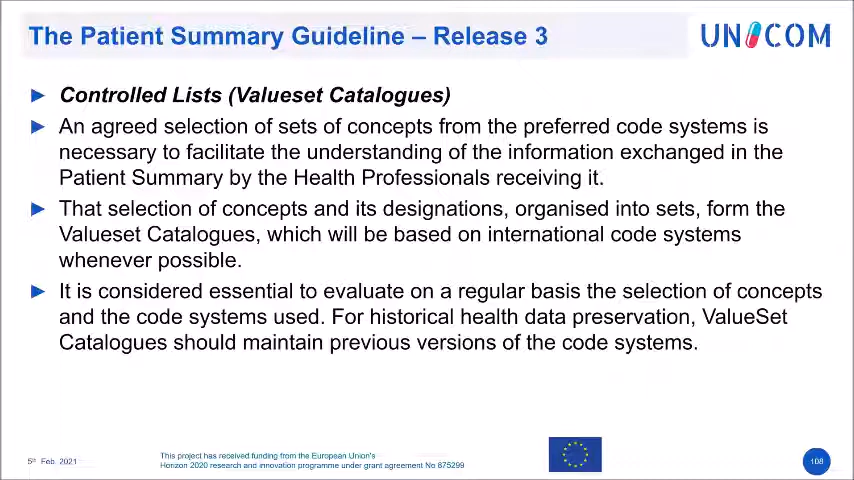 The Patient Summary Guideline – Release 3
UNICOM
► Controlled Lists (Valueset Catalogues)
► An agreed selection of sets of concepts from the preferred code systems is
necessary to facilitate the understanding of the information exchanged in the
Patient Summary by the Health Professionals receiving it.
► That selection of concepts and its designations, organised into sets, form the
Valueset Catalogues, which will be based on international code systems
whenever possible.
► It is considered essential to evaluate on a regular basis the selection of concepts
and the code systems used. For historical health data preservation, ValueSet
Catalogues should maintain previous versions of the code systems.
5th Feb. 2021
This project has received funding from the European Union's
Horizon 2020 research and innovation programme under grant agreement No 875299
108